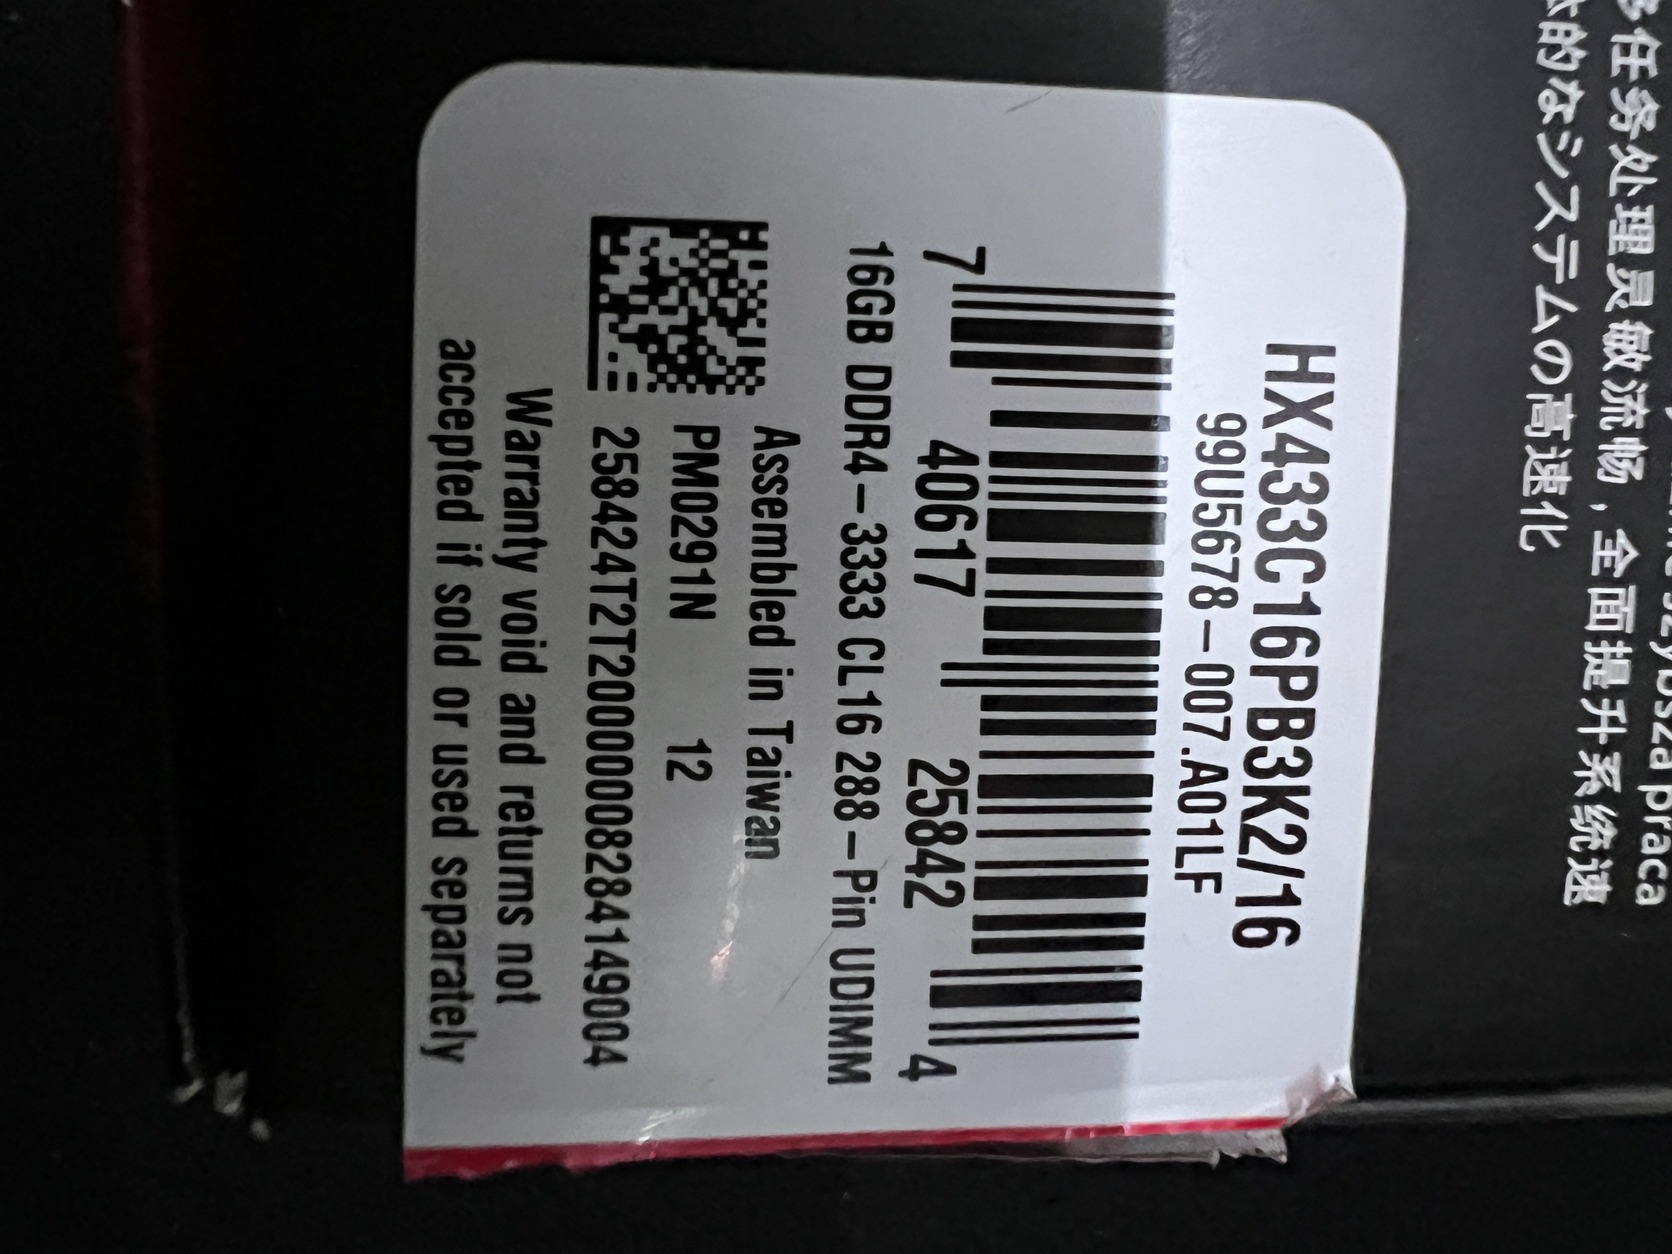 HX433C16PB3K2/16
99U5678-007.A01LF
7 40617 25842 4
16GB DDR4-3333 CL16 288-Pin UDIMM
Assembled in Taiwan
PM0291N 12
258424T2T20000008284149004
Warranty void and returns not
accepted if sold or used separately
praca
多任务处理员敏流畅，全面提升系统速
的なシステムの高速化